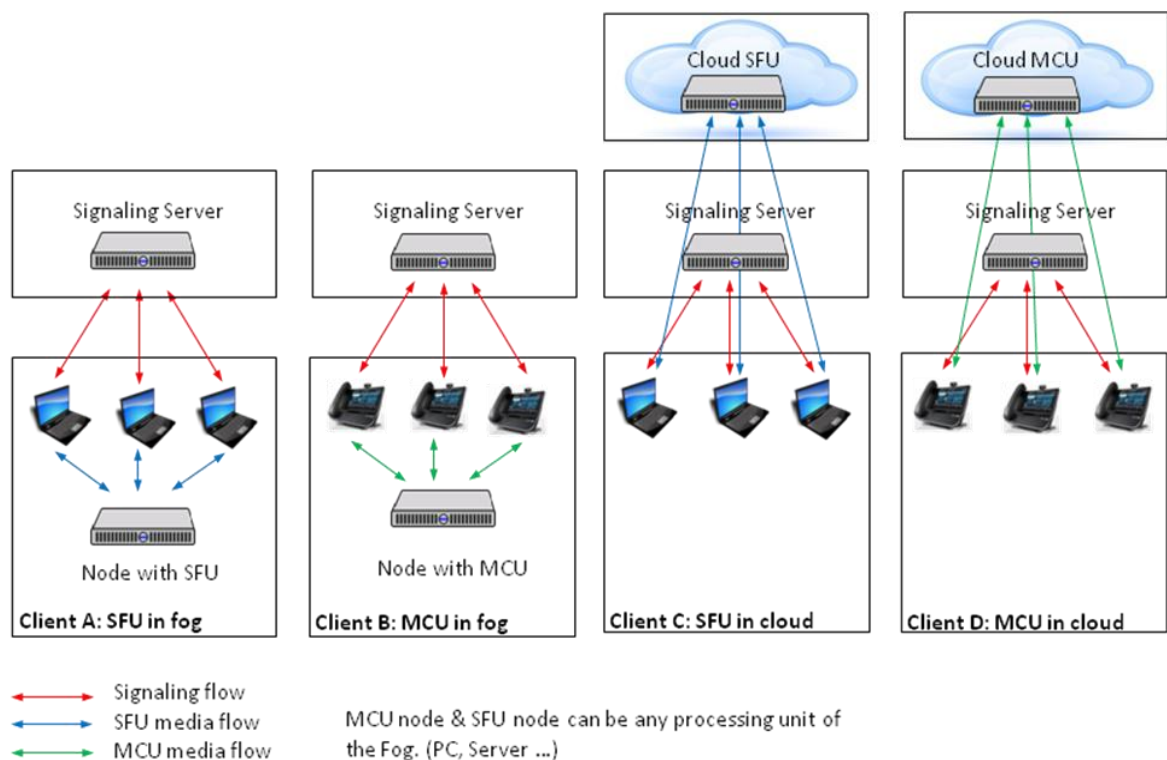 Cloud SFU
Cloud MCU
Signaling Server
Signaling Server
Signaling Server
Signaling Server
Node with SFU
Node with MCU
Client A: SFU in fog
Client B: MCU in fog
Client C: SFU in cloud
Client D: MCU in cloud
Signaling flow
SFU media flow
MCU media flow
MCU node & SFU node can be any processing unit of
the Fog. (PC, Server ...)